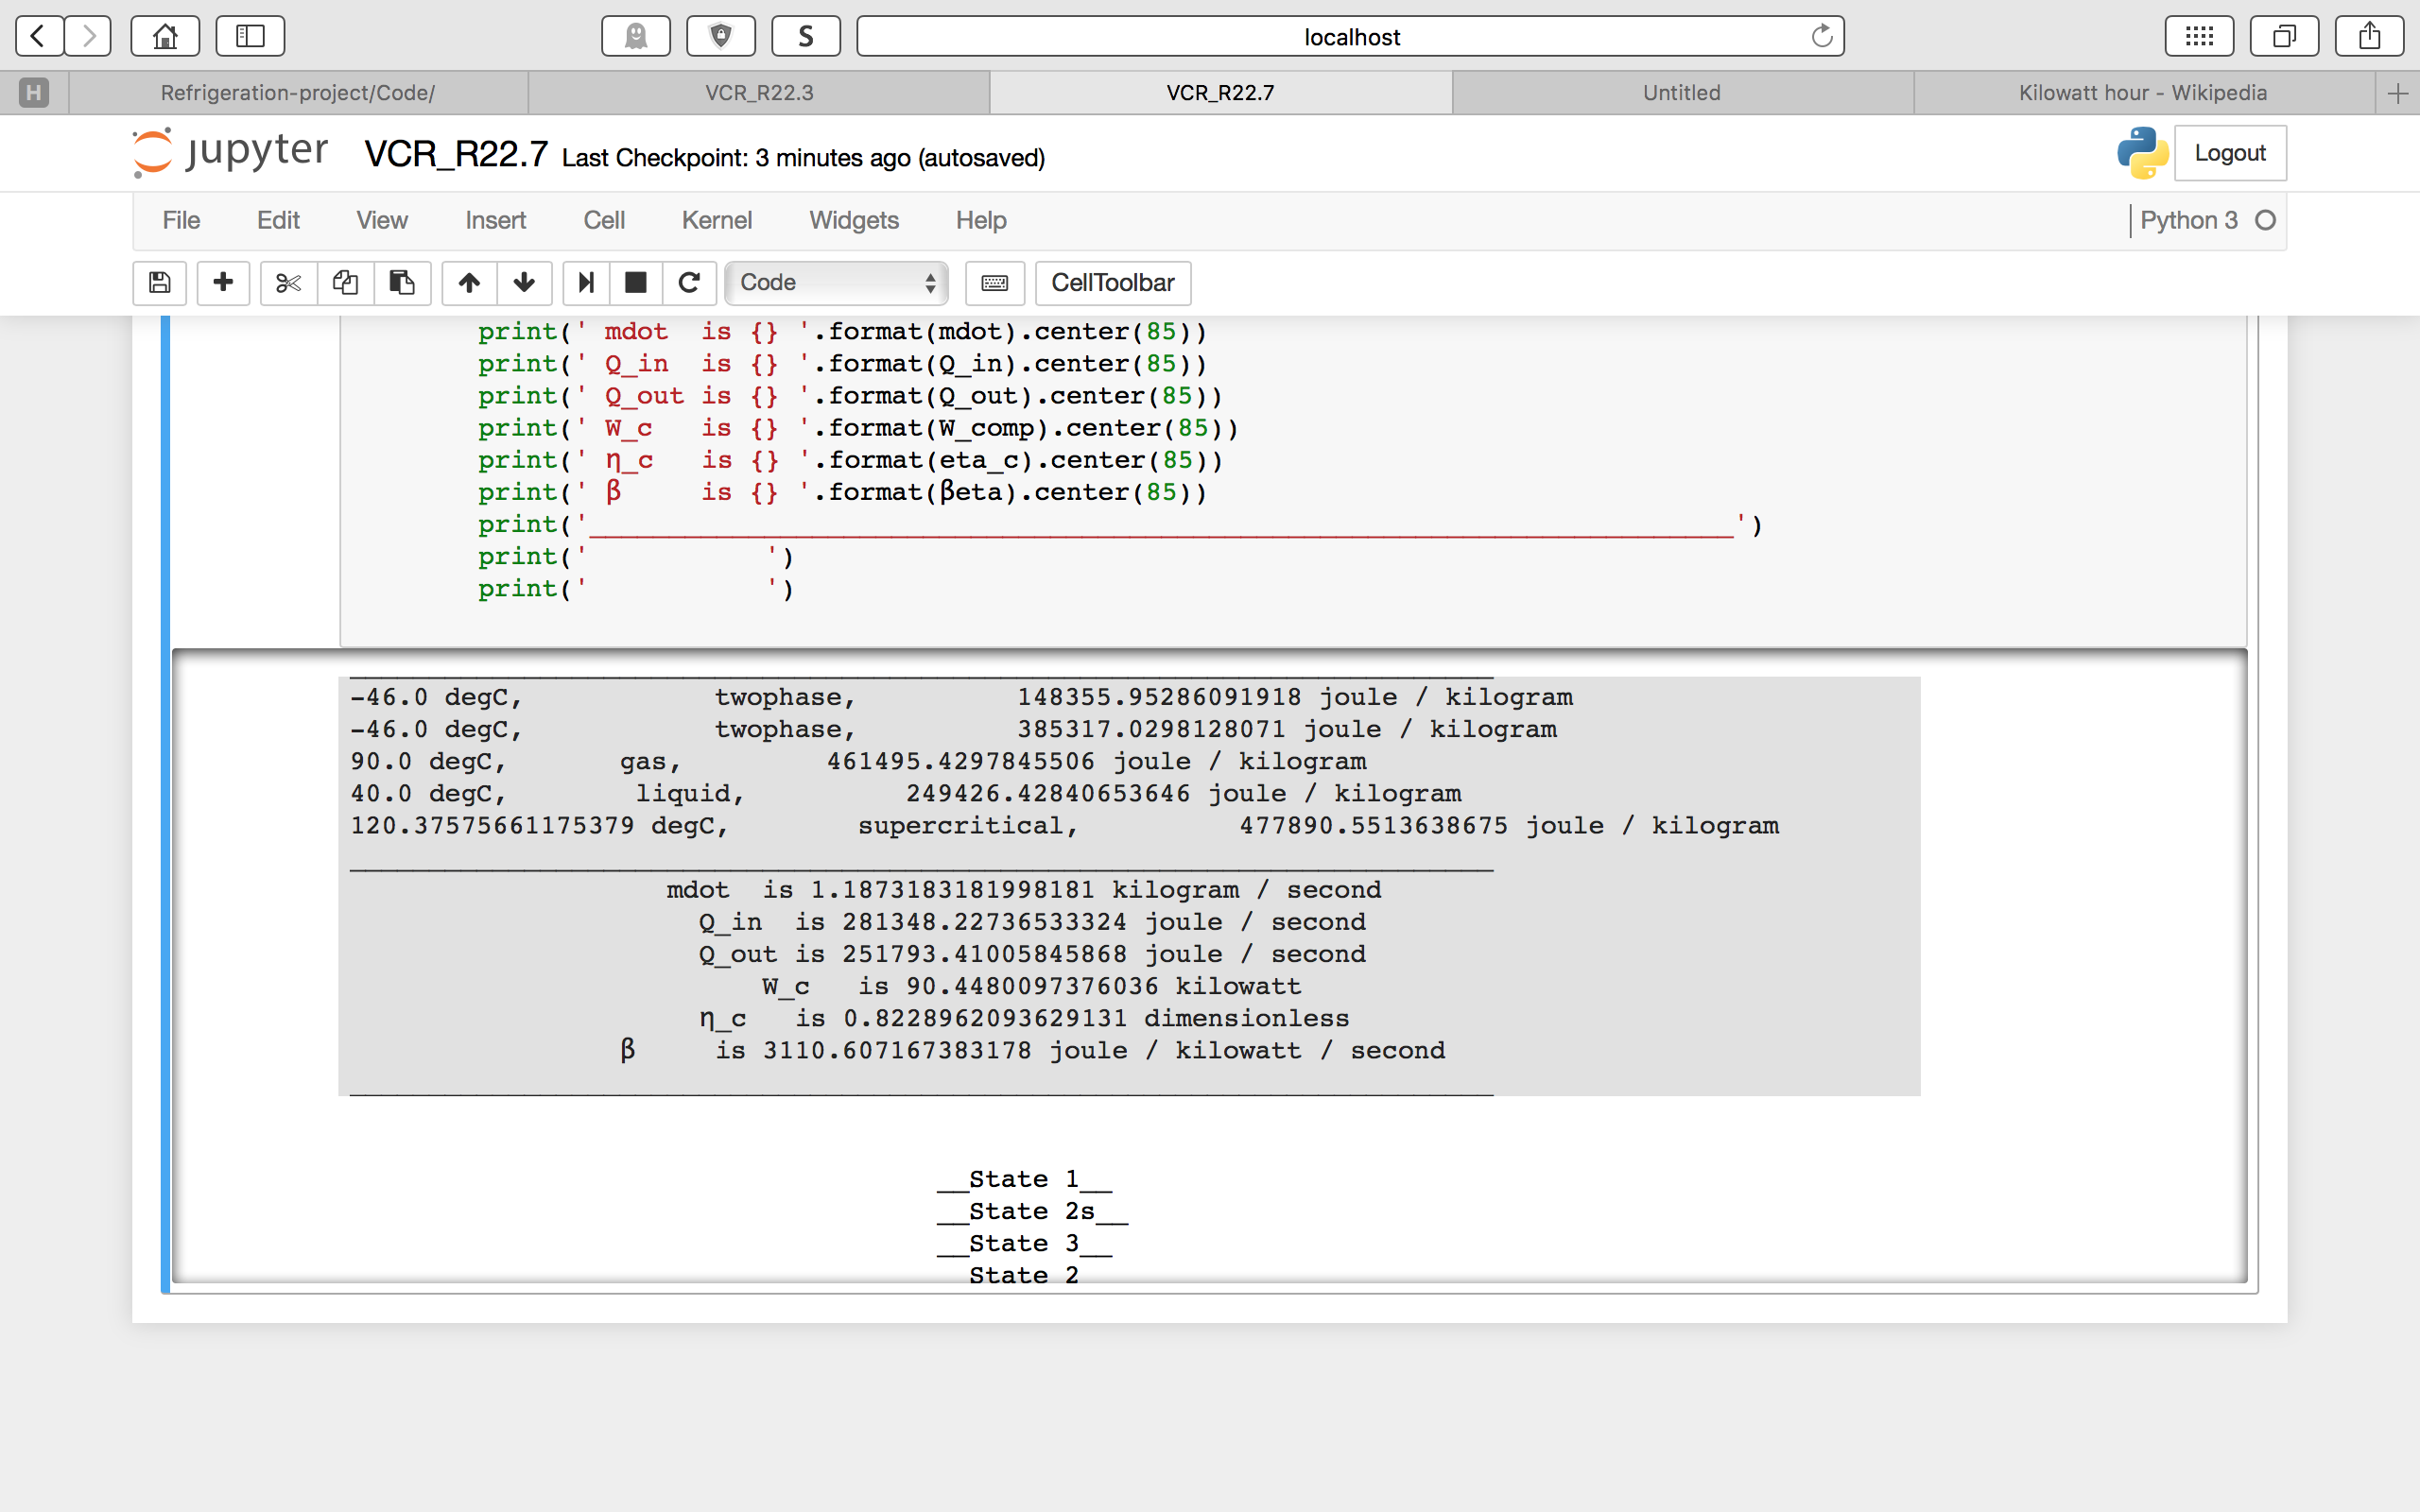 S
localhost
H
Refrigeration-project/Code/
VCR_R22.3
VCR_R22.7
Untitled
Kilowatt hour - Wikipedia
jupyter VCR_R22.7 Last Checkpoint: 3 minutes ago (autosaved)
Logout
File Edit View Insert Cell Kernel Widgets Help
Python 3
Code
CellToolbar
print(' mdot  is {} '.format(mdot).center(85))
print(' Q_in  is {} '.format(Q_in).center(85))
print(' Q_out is {} '.format(Q_out).center(85))
print(' W_c   is {} '.format(W_comp).center(85))
print(' η_c   is {} '.format(eta_c).center(85))
print(' β     is {} '.format(βeta).center(85))
print('________________________________________________________________________')
print('            ')
print('            ')
________________________________________________________________________
-46.0 degC,            twophase,          148355.95286091918 joule / kilogram
-46.0 degC,            twophase,          385317.0298128071 joule / kilogram
90.0 degC,       gas,         461495.4297845506 joule / kilogram
40.0 degC,        liquid,          249426.42840653646 joule / kilogram
120.37575661175379 degC,        supercritical,          477890.5513638675 joule / kilogram
________________________________________________________________________
mdot  is 1.1873183181998181 kilogram / second
Q_in  is 281348.22736533324 joule / second
Q_out is 251793.41005845868 joule / second
W_c   is 90.4480097376036 kilowatt
η_c   is 0.8228962093629131 dimensionless
β     is 3110.607167383178 joule / kilowatt / second
________________________________________________________________________
__State 1__
__State 2s__
__State 3__
State 2